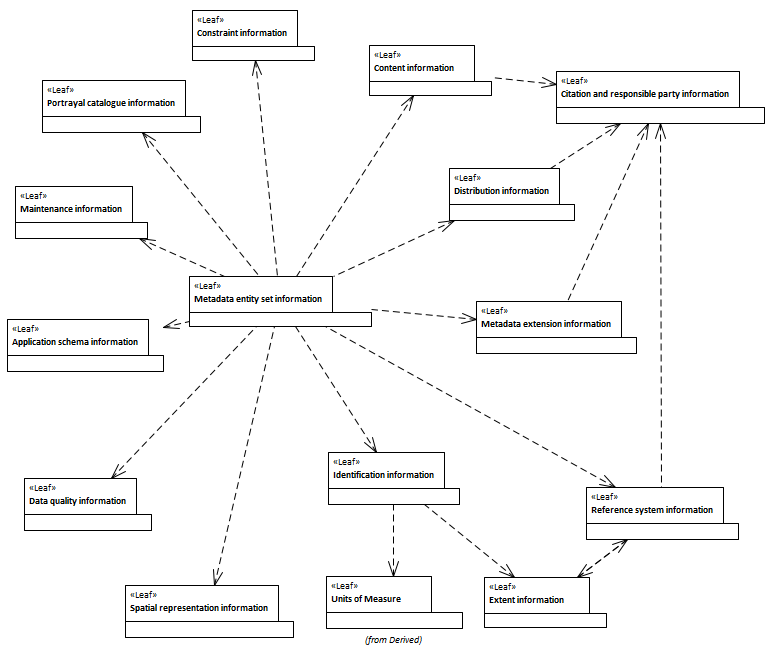 «Leaf»
Constraint information
«Leaf»
Content information
«Leaf»
Citation and responsible party information
«Leaf»
Portrayal catalogue information
«Leaf»
Distribution information
«Leaf»
Maintenance information
«Leaf»
Metadata entity set information
«Leaf»
Metadata extension information
«Leaf»
Application schema information
«Leaf»
Identification information
«Leaf»
Data quality information
«Leaf»
Reference system information
«Leaf»
Spatial representation information
«Leaf»
Units of Measure
(from Derived)
«Leaf»
Extent information